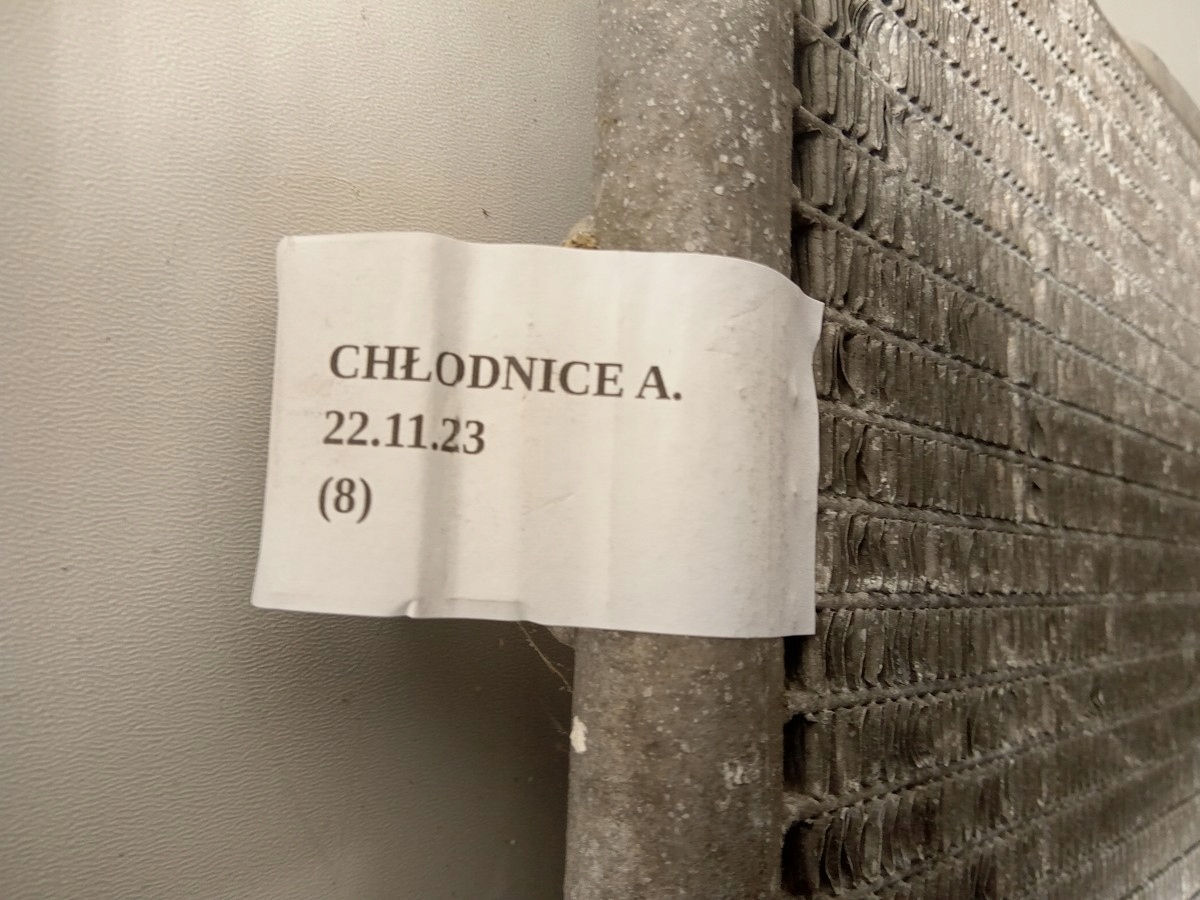 CHŁODNICE A.
22.11.23
(8)